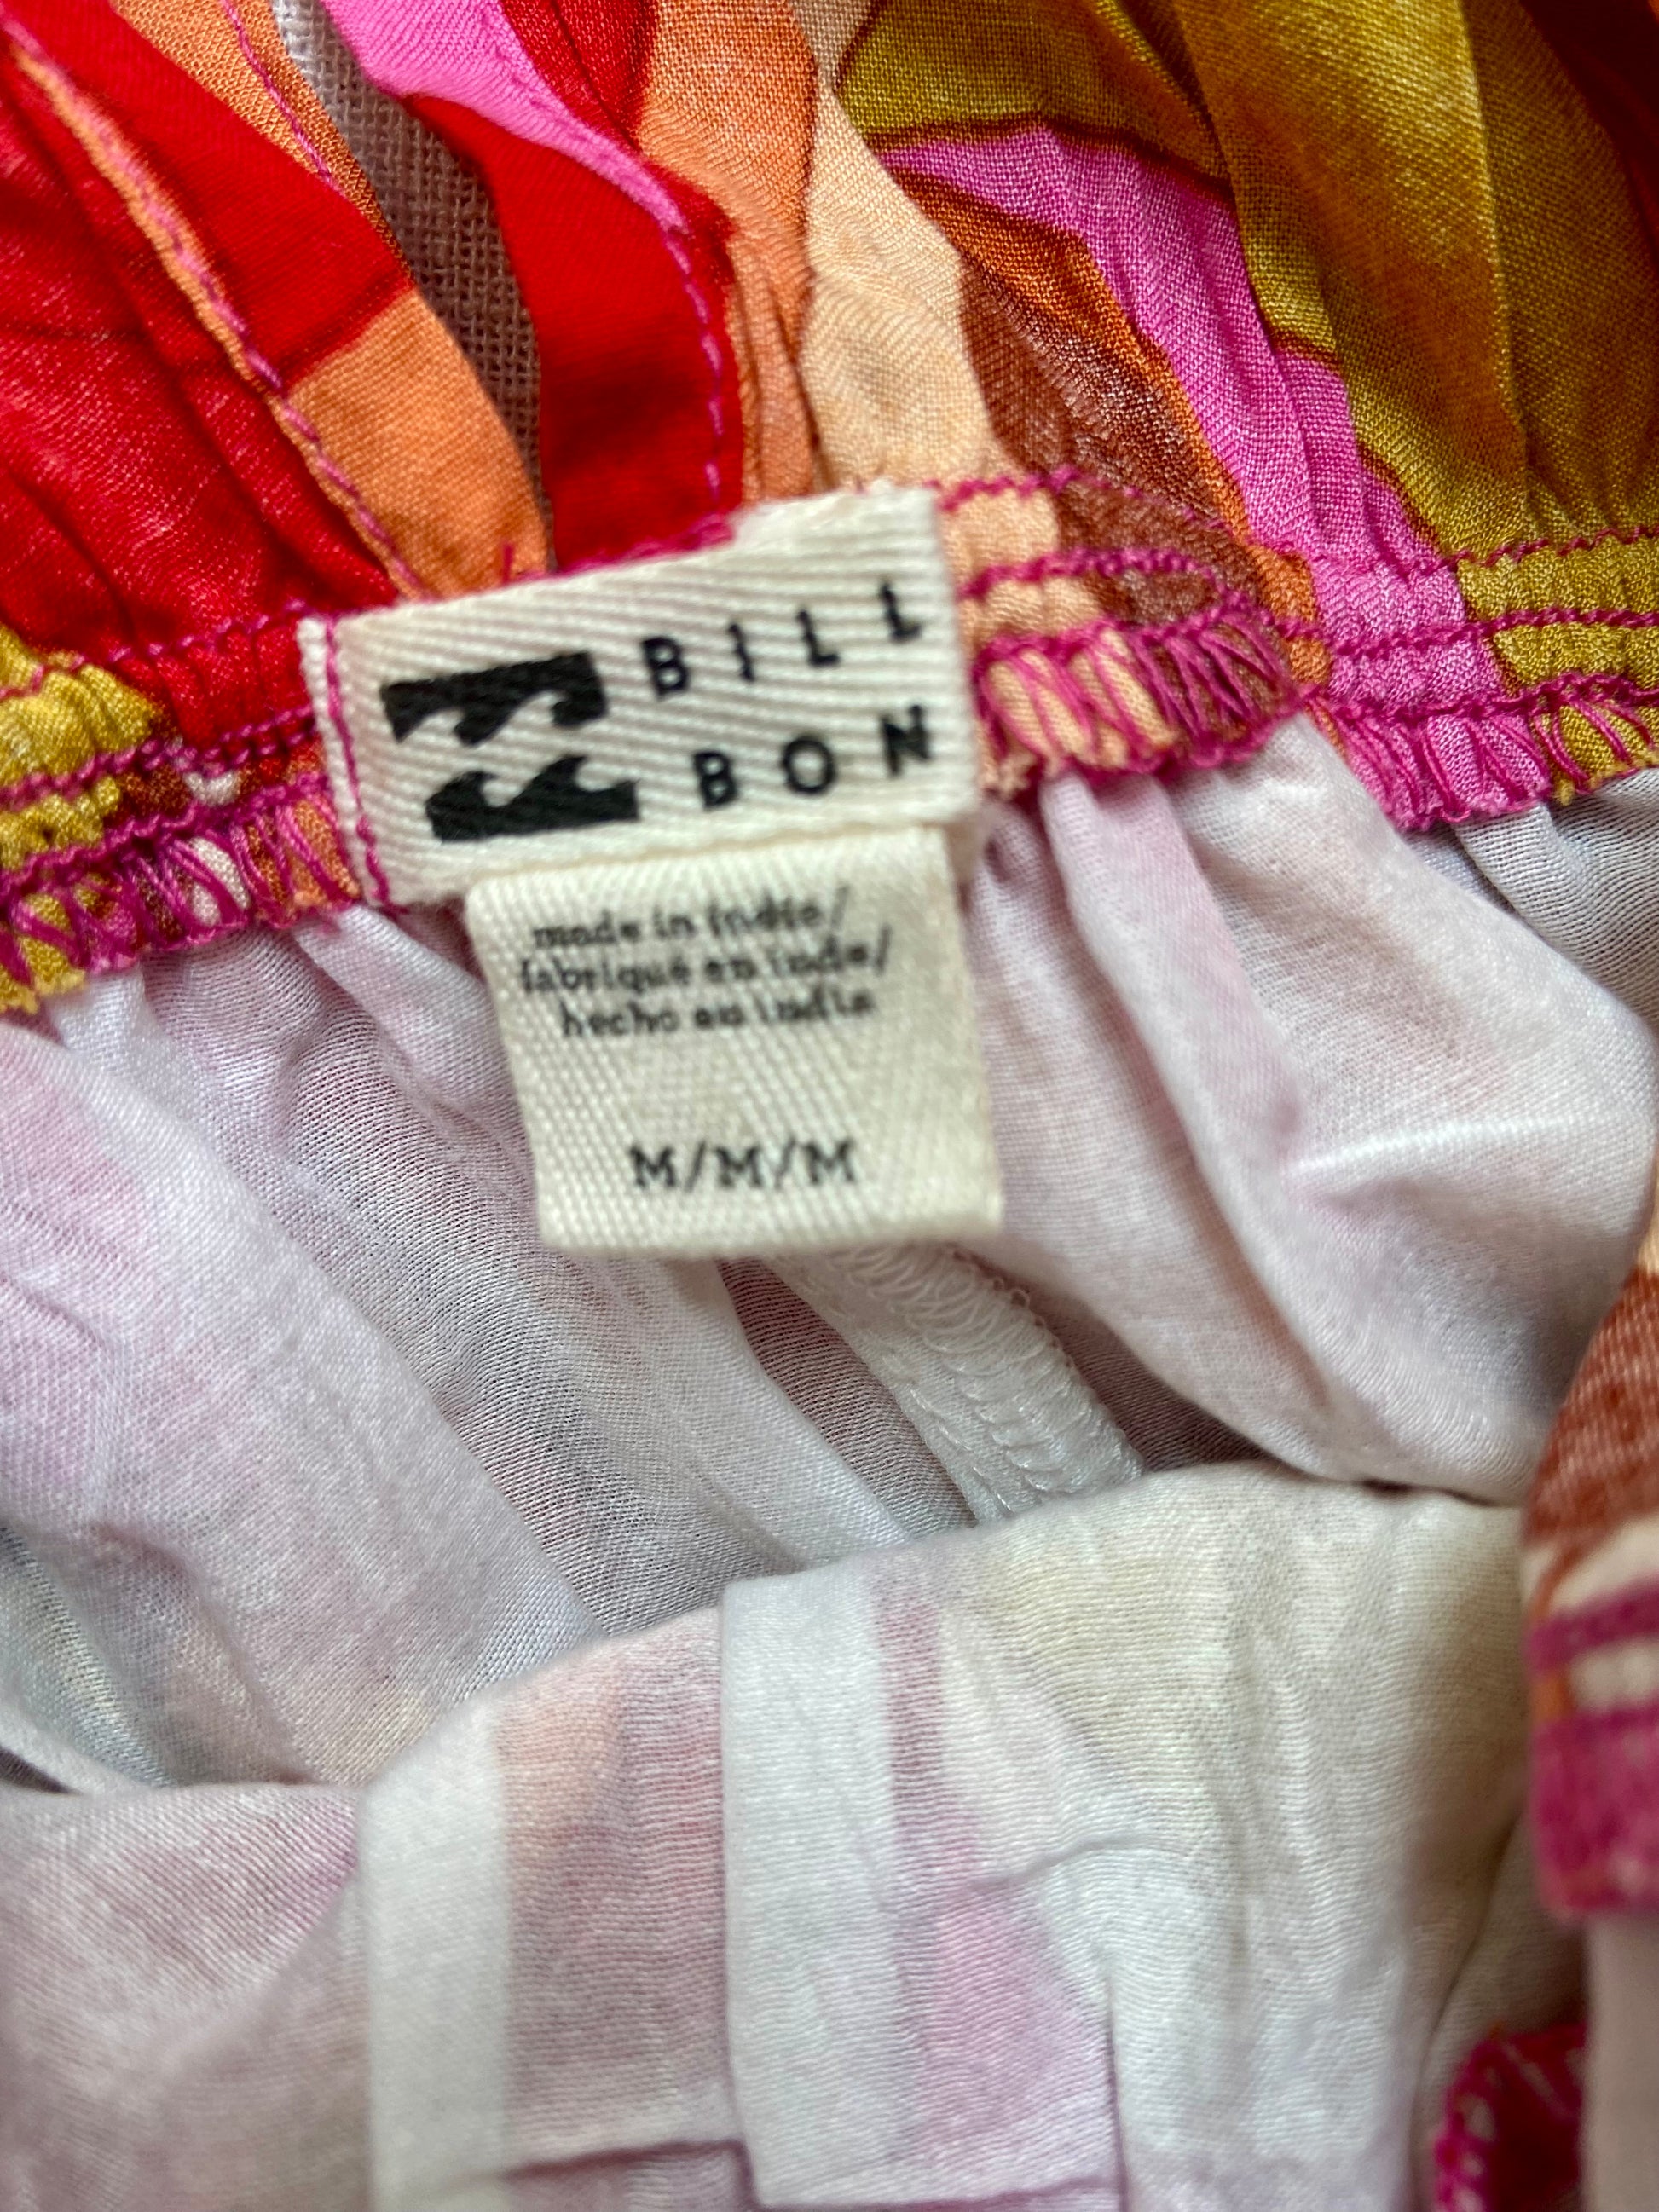 BILL
BON
made in india/
fabriqué en inde/
hecho en india
M/M/M